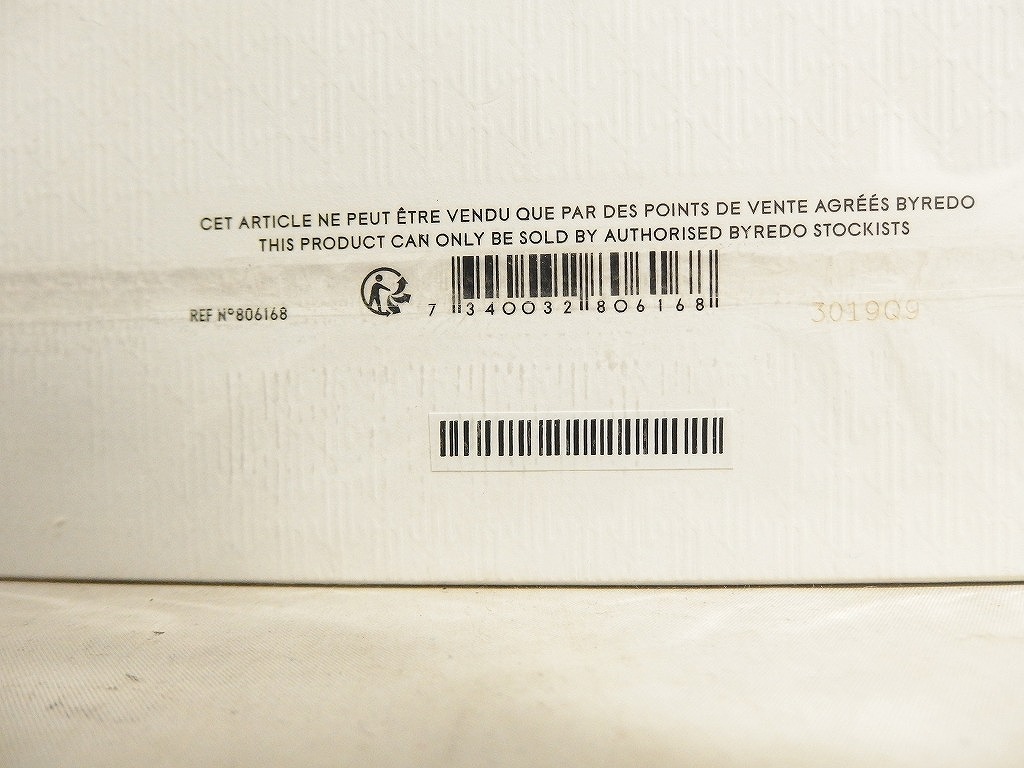 CET ARTICLE NE PEUT ÊTRE VENDU QUE PAR DES POINTS DE VENTE AGRÉÉS BYREDO
THIS PRODUCT CAN ONLY BE SOLD BY AUTHORISED BYREDO STOCKISTS
REF Nº806168
7 340032 806168
3019Q9